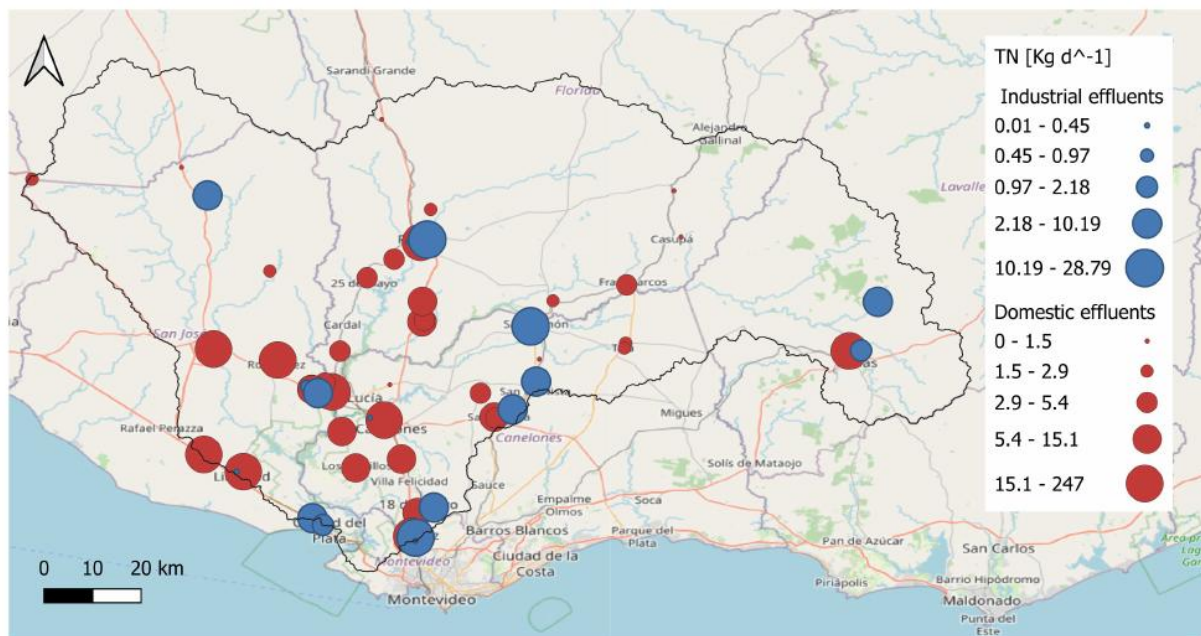 Sarandi Grande
Florida
Alejandro
Gallinal
Lavalle
Casupá
25 de Mayo
Cardal
San José
Lucía
Rafael Perazza
Canelones
Migues
Solís de Mataojo
Villa Felicidad
Sauce
Empalme
Olmos
Soca
Barros Blancos
Parque del
Plata
Pan de Azúcar
San Carlos
Plata
Montevideo
Ciudad de la
Costa
Piriápolis
Barrio Hipódromo
Montevideo
Maldonado
Punta del
Este
0 10 20 km
TN [Kg d^-1]
Industrial effluents
0.01 - 0.45
0.45 - 0.97
0.97 - 2.18
2.18 - 10.19
10.19 - 28.79
Domestic effluents
0 - 1.5
1.5 - 2.9
2.9 - 5.4
5.4 - 15.1
15.1 - 247